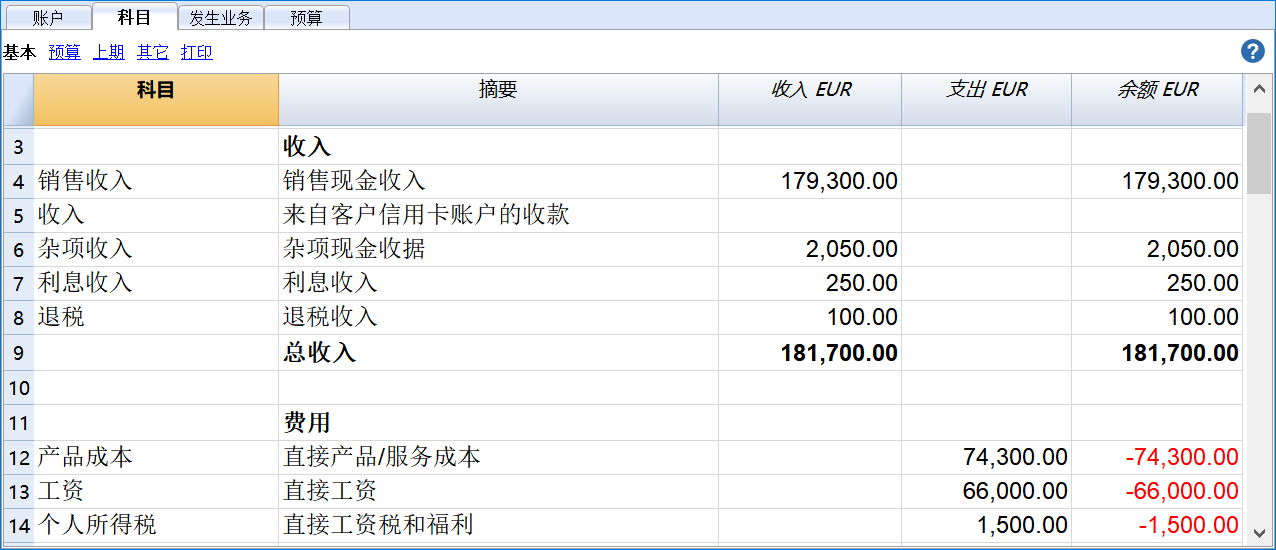 账户 科目 发生业务 预算
基本 预算 上期 其它 打印 ?
科目 摘要 收入 EUR 支出 EUR 余额 EUR
3 收入
4 销售收入 销售现金收入 179,300.00 179,300.00
5 收入 来自客户信用卡账户的收款
6 杂项收入 杂项现金收据 2,050.00 2,050.00
7 利息收入 利息收入 250.00 250.00
8 退税 退税收入 100.00 100.00
9 总收入 181,700.00 181,700.00
10
11 费用
12 产品成本 直接产品/服务成本 74,300.00 -74,300.00
13 工资 直接工资 66,000.00 -66,000.00
14 个人所得税 直接工资税和福利 1,500.00 -1,500.00